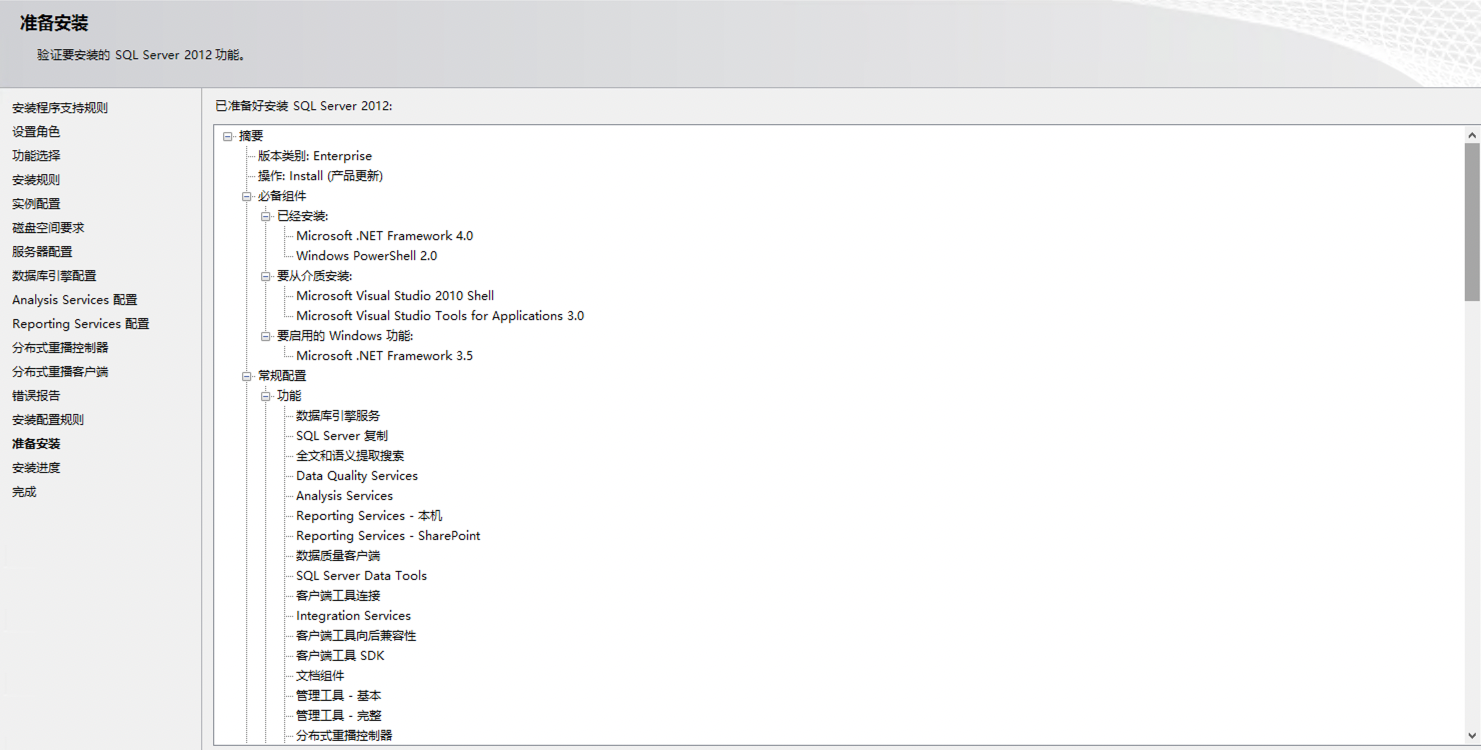 准备安装
验证要安装的 SQL Server 2012 功能。
安装程序支持规则
设置角色
功能选择
安装规则
实例配置
磁盘空间要求
服务器配置
数据库引擎配置
Analysis Services 配置
Reporting Services 配置
分布式重播控制器
分布式重播客户端
错误报告
安装配置规则
准备安装
安装进度
完成
已准备好安装 SQL Server 2012:
摘要
版本类别: Enterprise
操作: Install (产品更新)
必备组件
已经安装:
Microsoft .NET Framework 4.0
Windows PowerShell 2.0
要从介质安装:
Microsoft Visual Studio 2010 Shell
Microsoft Visual Studio Tools for Applications 3.0
要启用的 Windows 功能:
Microsoft .NET Framework 3.5
常规配置
功能
数据库引擎服务
SQL Server 复制
全文和语义提取搜索
Data Quality Services
Analysis Services
Reporting Services - 本机
Reporting Services - SharePoint
数据质量客户端
SQL Server Data Tools
客户端工具连接
Integration Services
客户端工具向后兼容性
客户端工具 SDK
文档组件
管理工具 - 基本
管理工具 - 完整
分布式重播控制器